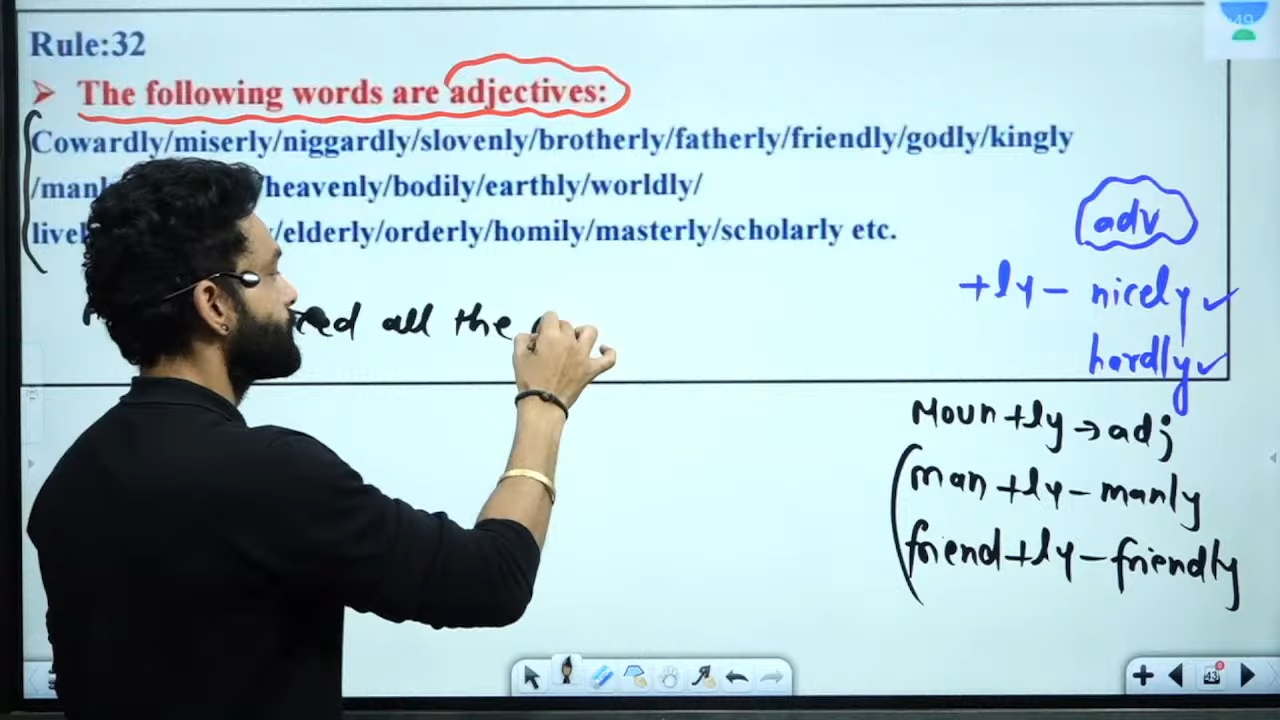 Rule:32
49
➢ The following words are adjectives:
Cowardly/miserly/niggardly/slovenly/brotherly/fatherly/friendly/godly/kingly
heavenly/bodily/earthly/worldly/
/elderly/orderly/homily/masterly/scholarly etc.
adv
+ly- nicely ✓
hardly ✓
all the
Noun+ly→adj
man+ly-manly
friend+ly-friendly
43